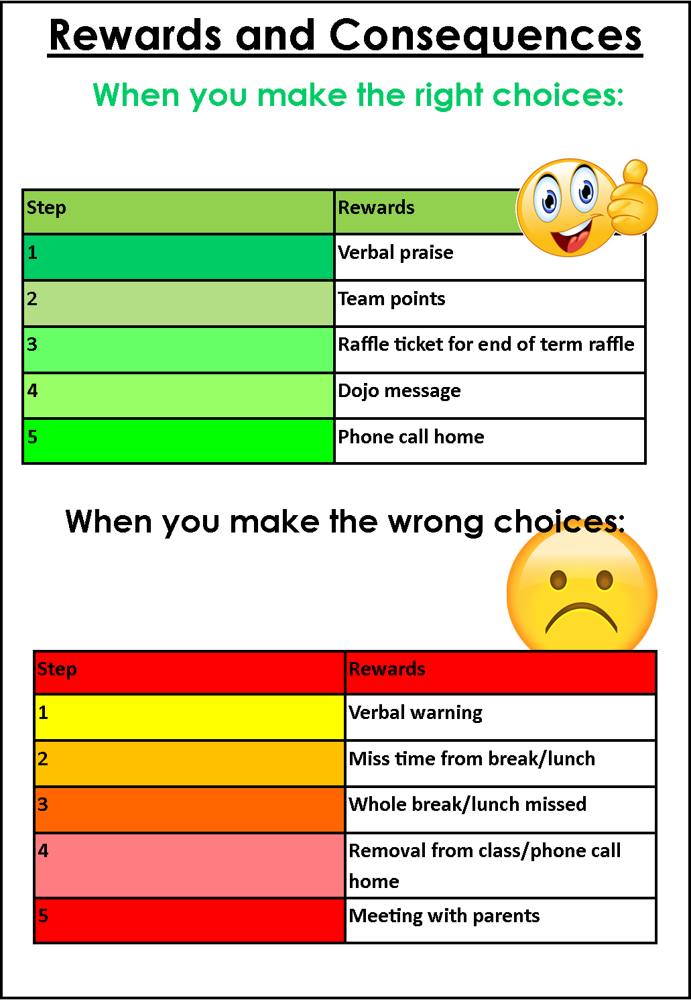 Rewards and Consequences
When you make the right choices:
Step Rewards
1 Verbal praise
2 Team points
3 Raffle ticket for end of term raffle
4 Dojo message
5 Phone call home
When you make the wrong choices:
Step Rewards
1 Verbal warning
2 Miss time from break/lunch
3 Whole break/lunch missed
4 Removal from class/phone call
home
5 Meeting with parents